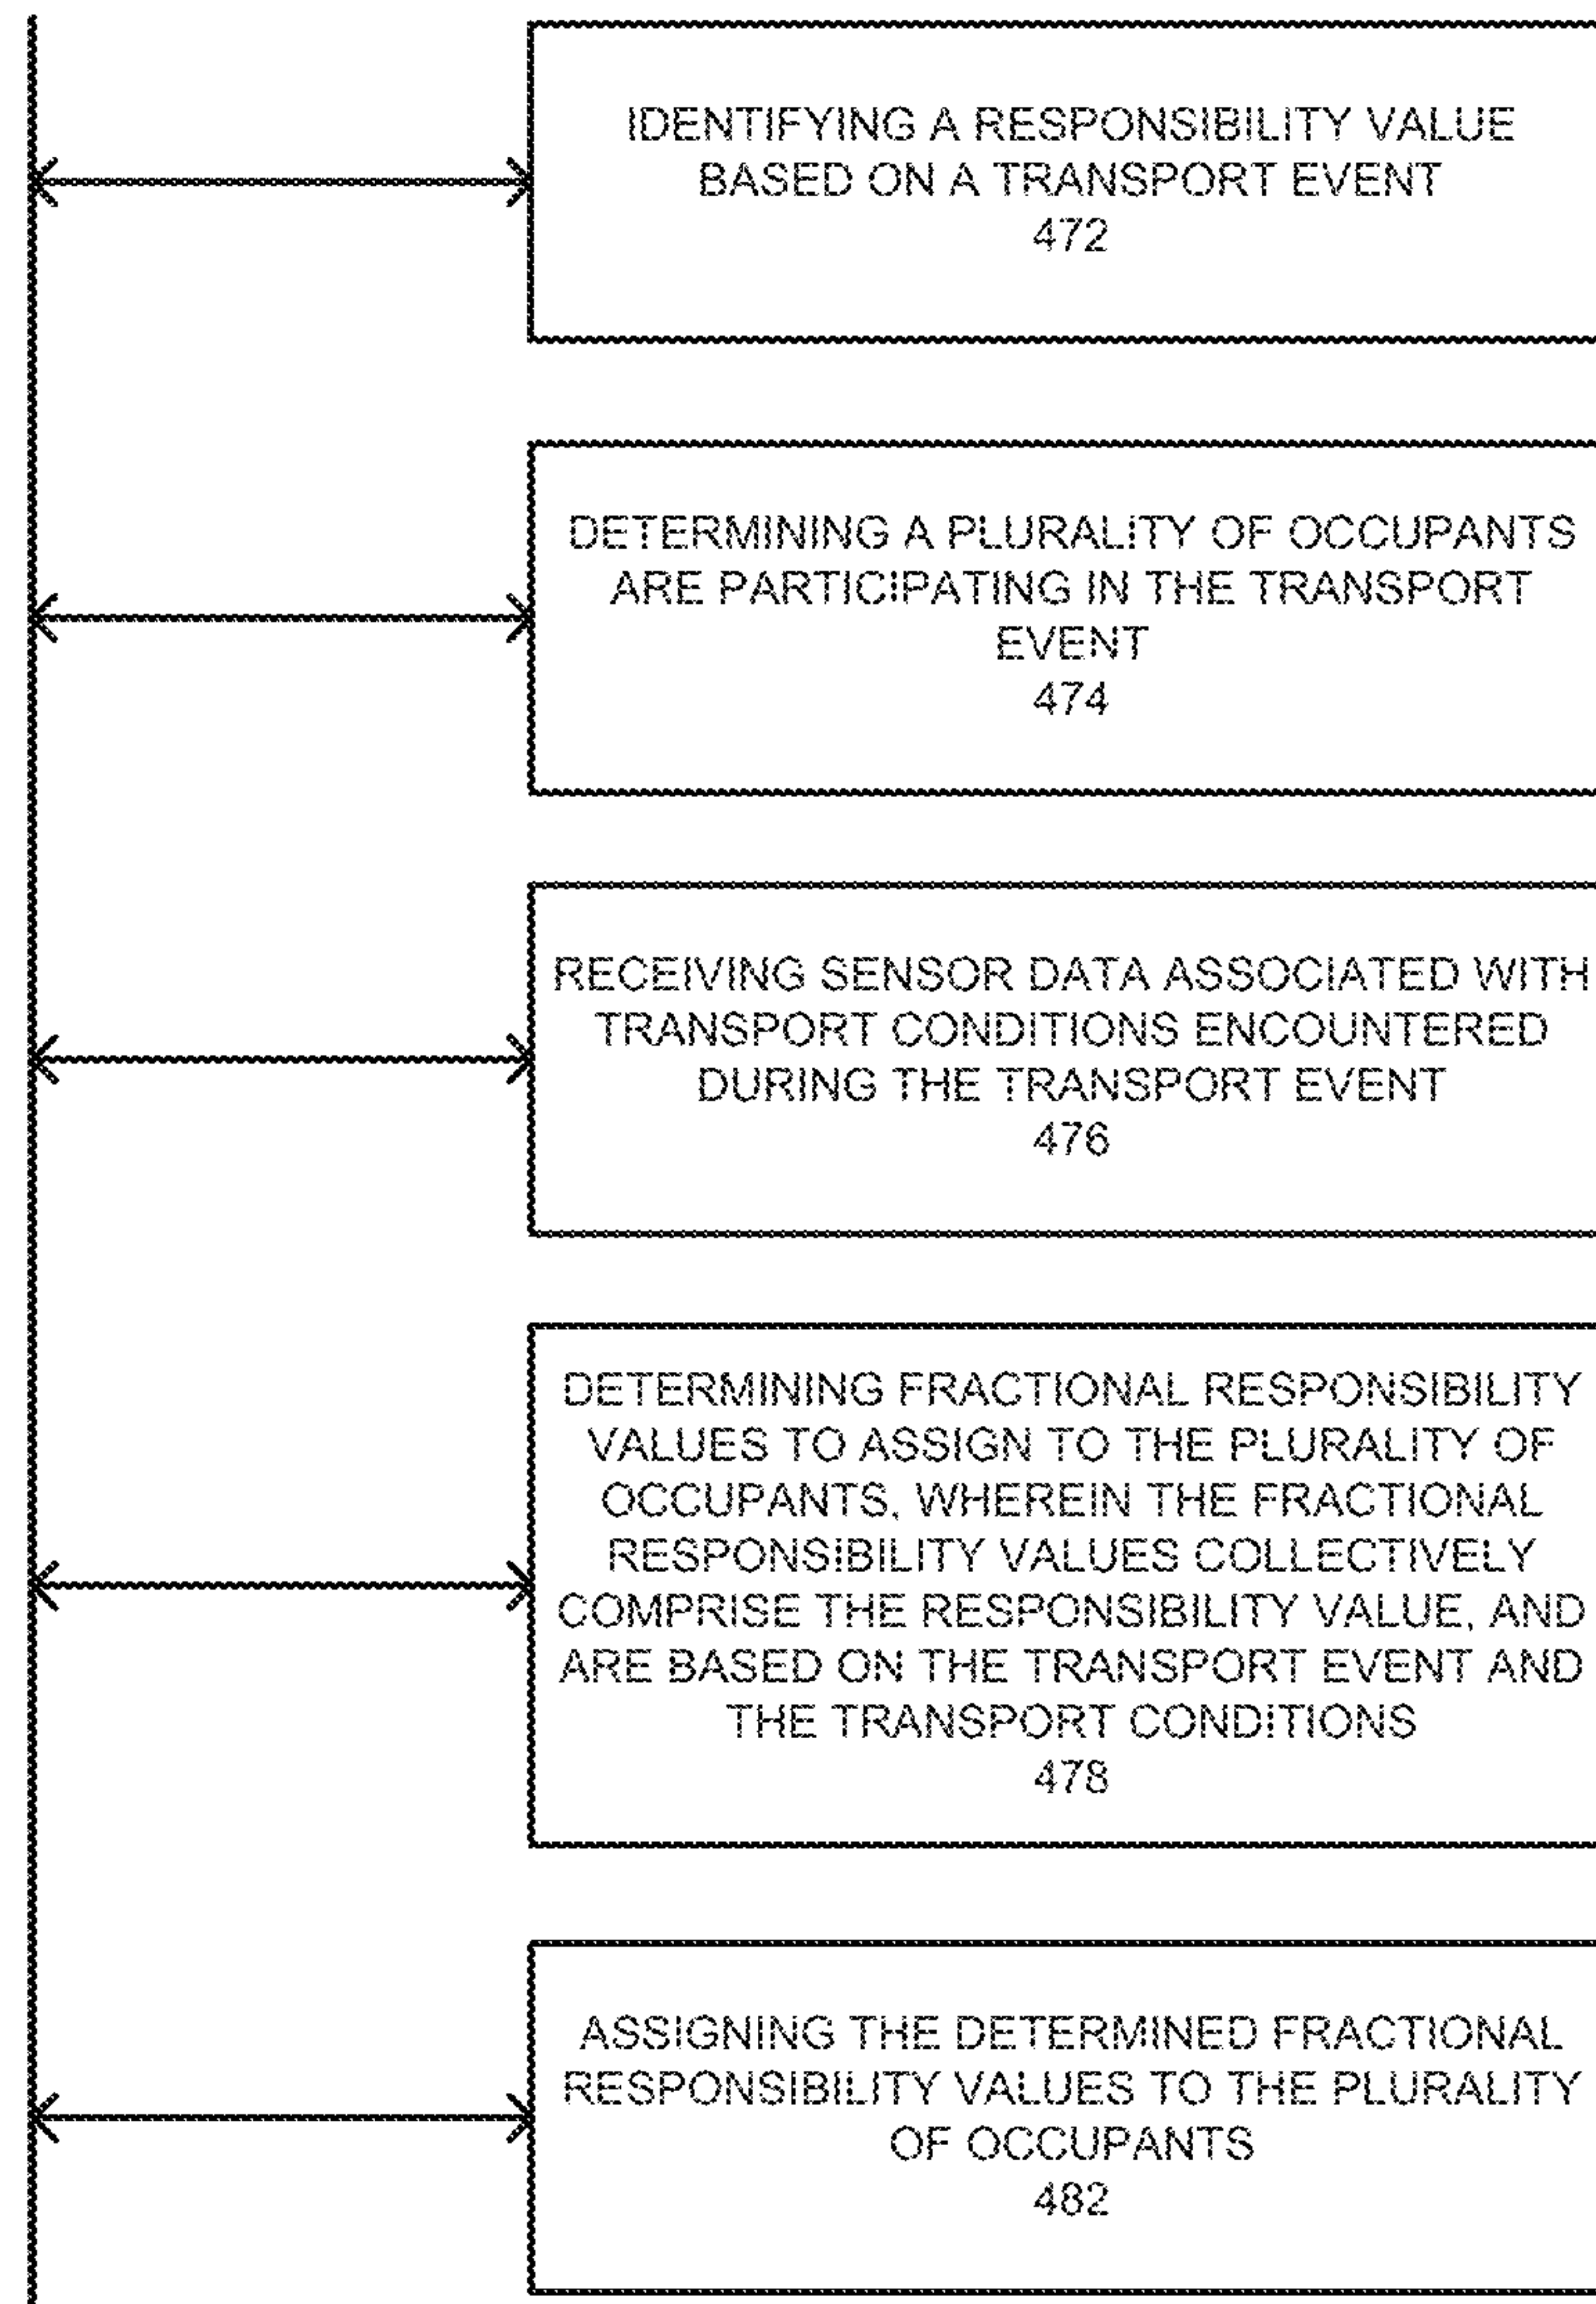 IDENTIFYING A RESPONSIBILITY VALUE
BASED ON A TRANSPORT EVENT
472
DETERMINING A PLURALITY OF OCCUPANTS
ARE PARTICIPATING IN THE TRANSPORT
EVENT
474
RECEIVING SENSOR DATA ASSOCIATED WITH
TRANSPORT CONDITIONS ENCOUNTERED
DURING THE TRANSPORT EVENT
476
DETERMINING FRACTIONAL RESPONSIBILITY
VALUES TO ASSIGN TO THE PLURALITY OF
OCCUPANTS, WHEREIN THE FRACTIONAL
RESPONSIBILITY VALUES COLLECTIVELY
COMPRISE THE RESPONSIBILITY VALUE, AND
ARE BASED ON THE TRANSPORT EVENT AND
THE TRANSPORT CONDITIONS
478
ASSIGNING THE DETERMINED FRACTIONAL
RESPONSIBILITY VALUES TO THE PLURALITY
OF OCCUPANTS
482